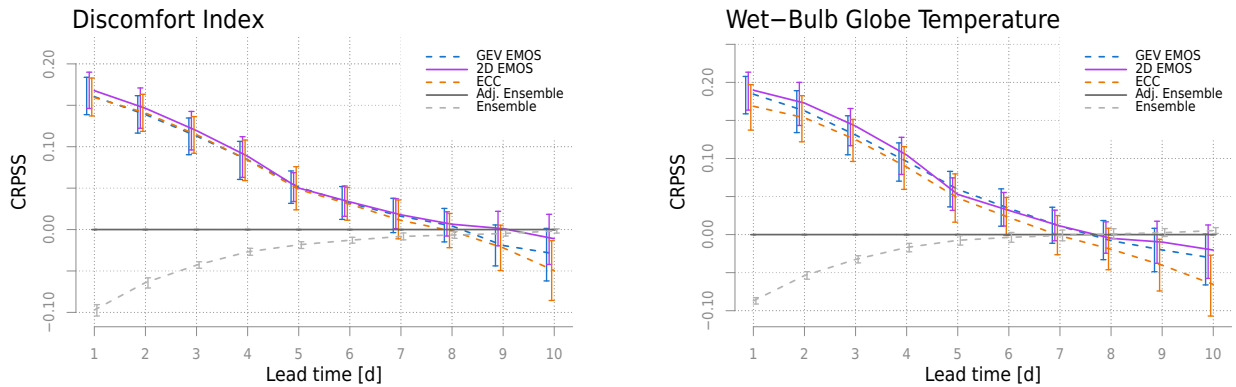 Discomfort Index
CRPSS
0.20
0.10
0.00
−0.10
GEV EMOS
2D EMOS
ECC
Adj. Ensemble
Ensemble
1 2 3 4 5 6 7 8 9 10
Lead time [d]
Wet−Bulb Globe Temperature
CRPSS
0.20
0.10
0.00
−0.10
GEV EMOS
2D EMOS
ECC
Adj. Ensemble
Ensemble
1 2 3 4 5 6 7 8 9 10
Lead time [d]